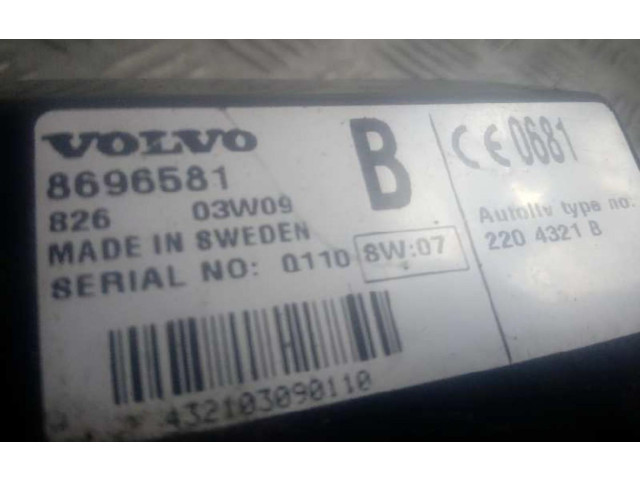 VOLVO
8696581
826 03W09
MADE IN SWEDEN
SERIAL NO: 0110 SW:07
B
CE 0681
Autoliv type no.
220 4321 B
432103090110